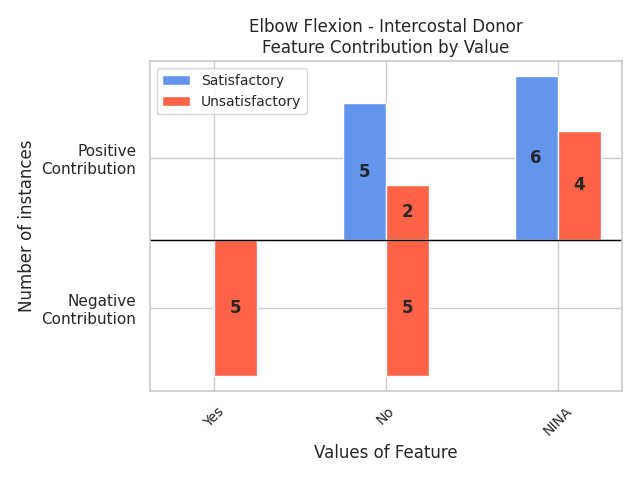 Elbow Flexion - Intercostal Donor
Feature Contribution by Value
Satisfactory
Unsatisfactory
Number of instances
Positive
Contribution
Negative
Contribution
5
2
6
4
5
5
Yes
No
NINA
Values of Feature